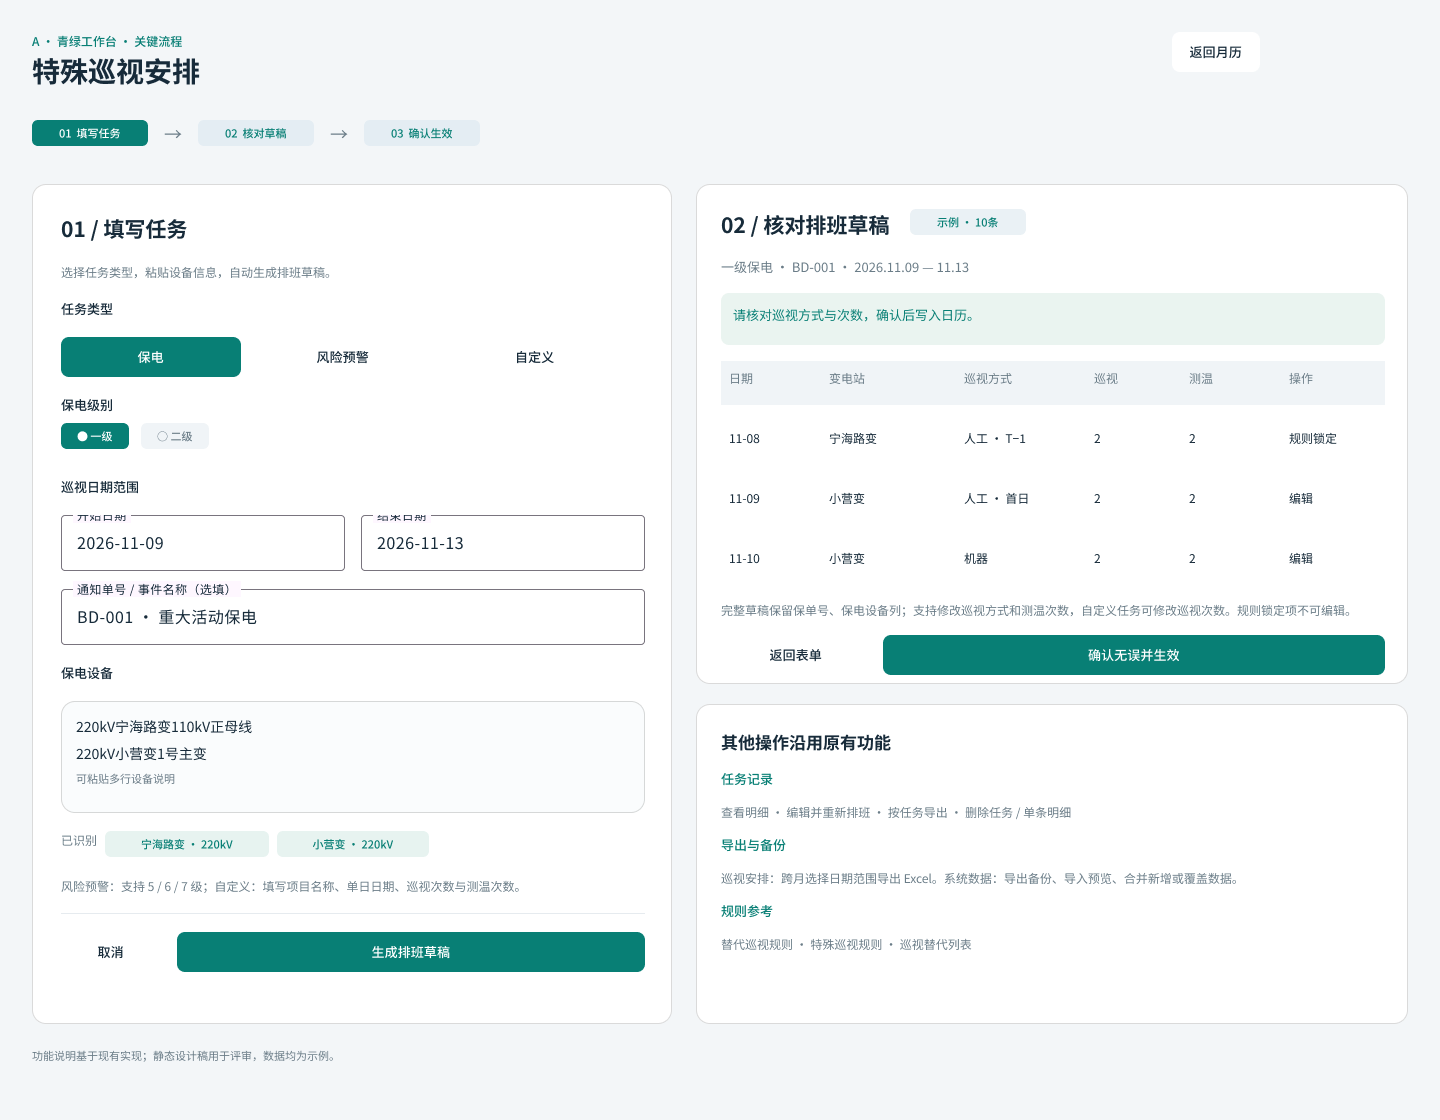 A · 青绿工作台 · 关键流程
特殊巡视安排
返回月历
01 填写任务 → 02 核对草稿 → 03 确认生效
01 / 填写任务
选择任务类型，粘贴设备信息，自动生成排班草稿。
任务类型
保电 风险预警 自定义
保电级别
一级 二级
巡视日期范围
开始日期 结束日期
2026-11-09 2026-11-13
通知单号 / 事件名称（选填）
BD-001 · 重大活动保电
保电设备
220kV宁海路变110kV正母线
220kV小营变1号主变
可粘贴多行设备说明
已识别 宁海路变 · 220kV 小营变 · 220kV
风险预警：支持 5 / 6 / 7 级；自定义：填写项目名称、单日日期、巡视次数与测温次数。
取消 生成排班草稿
02 / 核对排班草稿 示例 · 10条
一级保电 · BD-001 · 2026.11.09 — 11.13
请核对巡视方式与次数，确认后写入日历。
日期 变电站 巡视方式 巡视 测温 操作
11-08 宁海路变 人工 · T−1 2 2 规则锁定
11-09 小营变 人工 · 首日 2 2 编辑
11-10 小营变 机器 2 2 编辑
完整草稿保留保单号、保电设备列；支持修改巡视方式和测温次数，自定义任务可修改巡视次数。规则锁定项不可编辑。
返回表单 确认无误并生效
其他操作沿用原有功能
任务记录
查看明细 · 编辑并重新排班 · 按任务导出 · 删除任务 / 单条明细
导出与备份
巡视安排：跨月选择日期范围导出 Excel。系统数据：导出备份、导入预览、合并新增或覆盖数据。
规则参考
替代巡视规则 · 特殊巡视规则 · 巡视替代列表
功能说明基于现有实现；静态设计稿用于评审，数据均为示例。